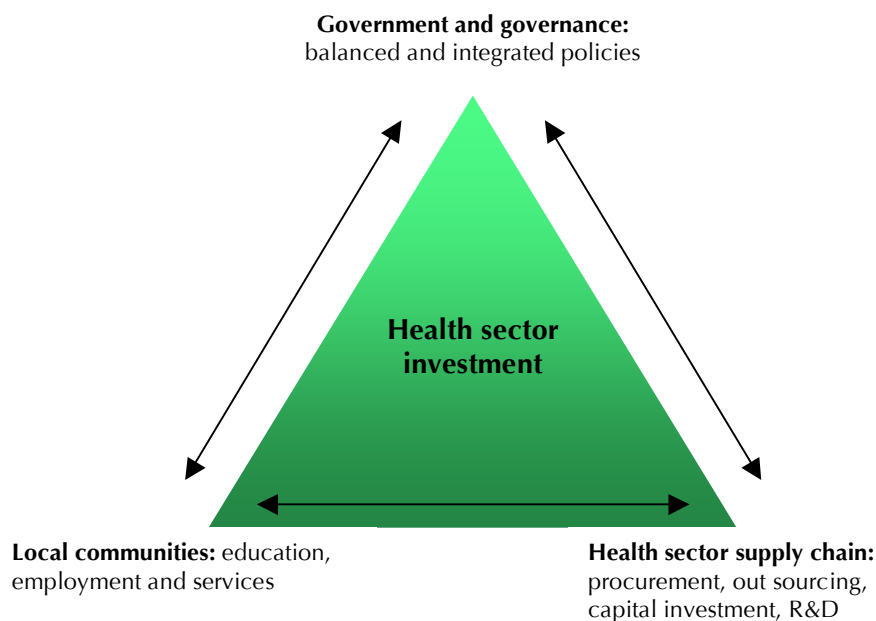 Government and governance:
balanced and integrated policies
Health sector
investment
Local communities: education,
employment and services
Health sector supply chain:
procurement, out sourcing,
capital investment, R&D